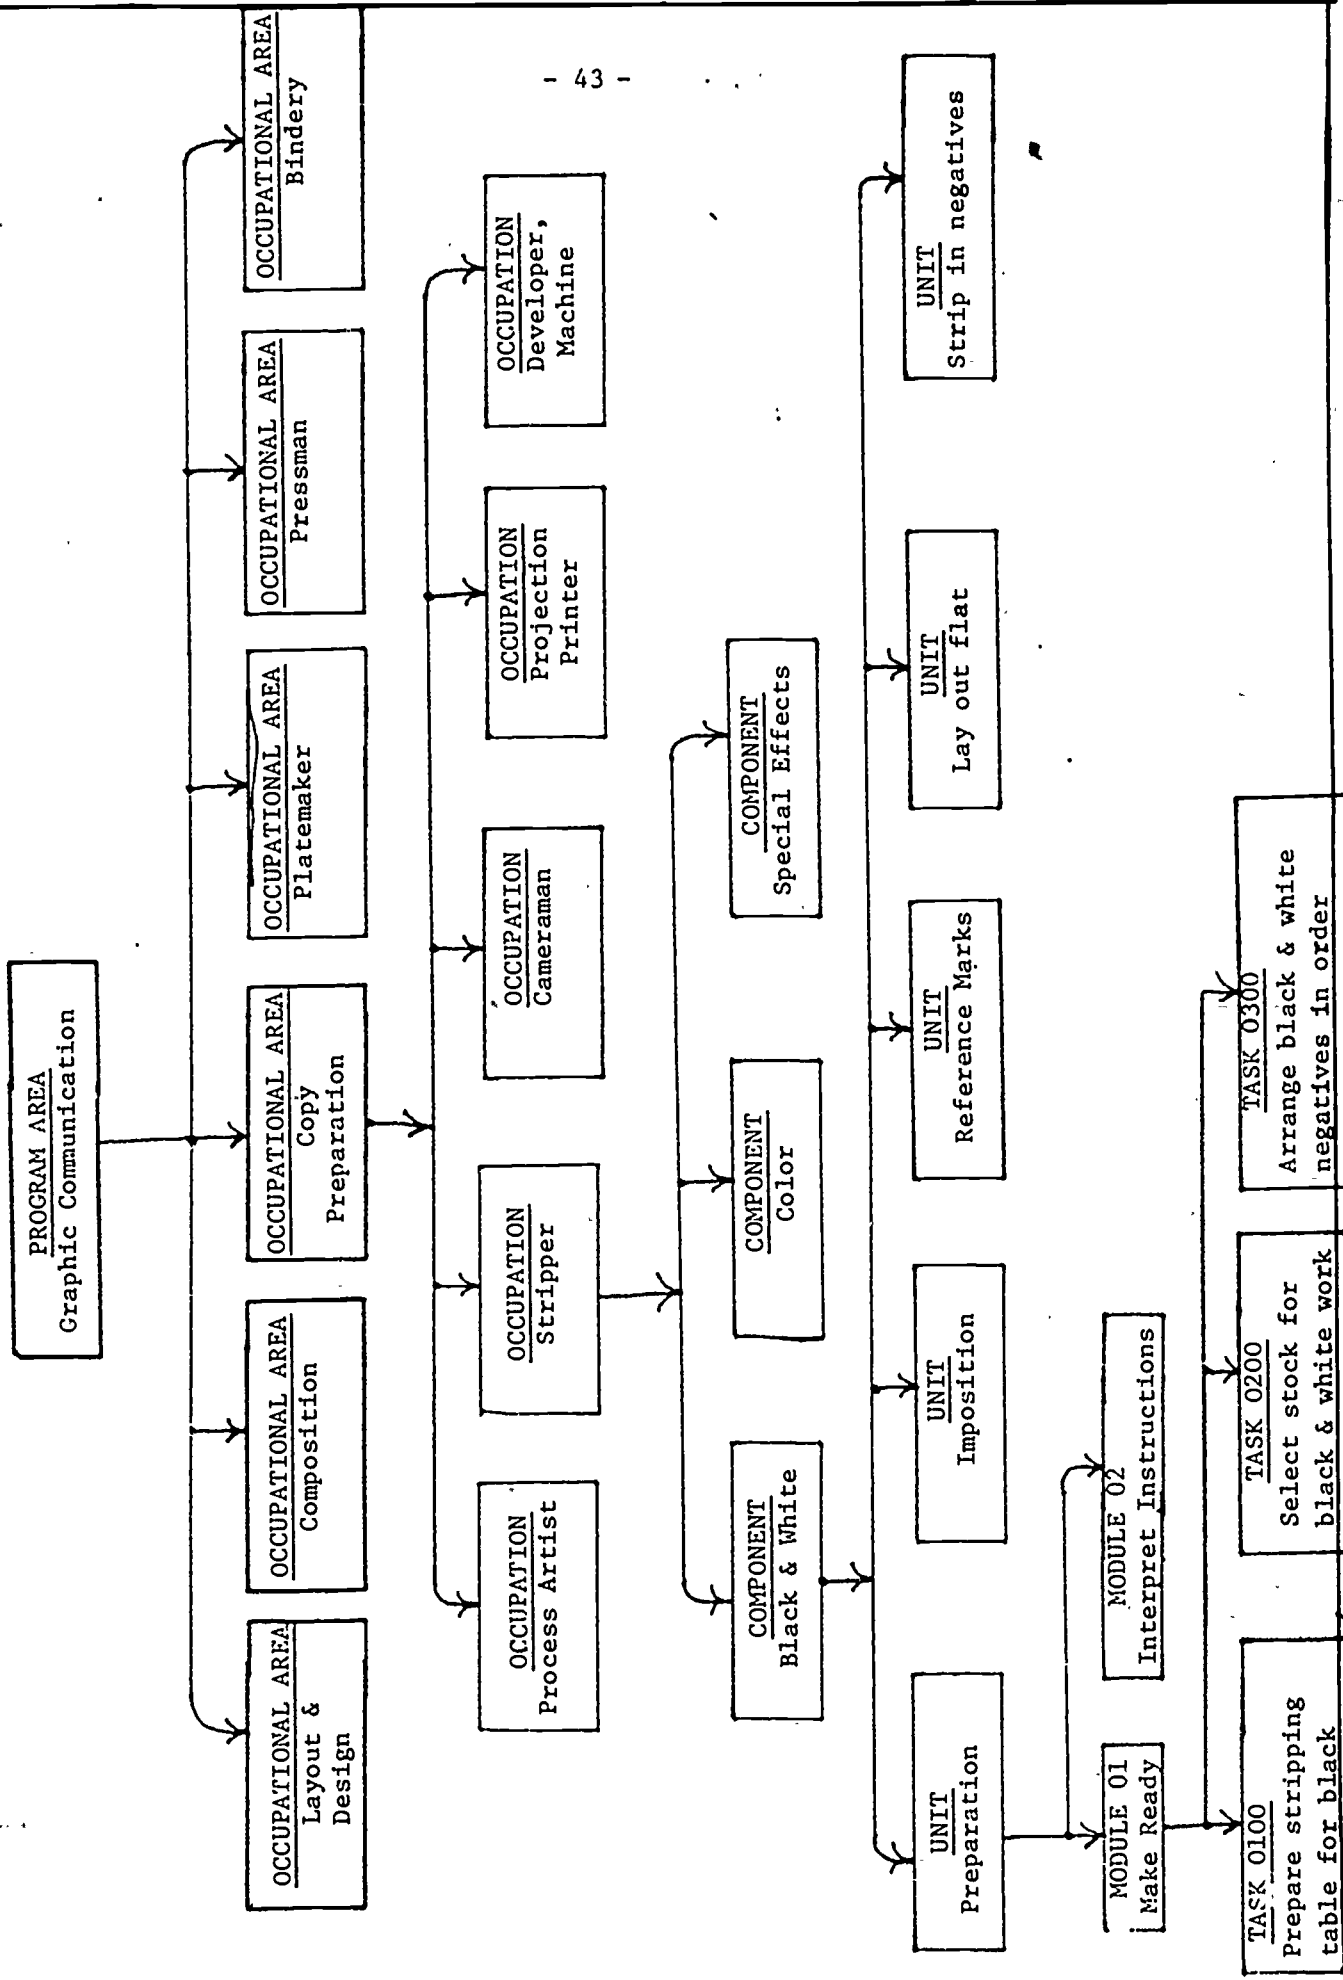 - 43 -
PROGRAM AREA
Graphic Communication
OCCUPATIONAL AREA
Layout &
Design
OCCUPATIONAL AREA
Composition
OCCUPATIONAL AREA
Copy
Preparation
OCCUPATIONAL AREA
Platemaker
OCCUPATIONAL AREA
Pressman
OCCUPATIONAL AREA
Bindery
OCCUPATION
Process Artist
OCCUPATION
Stripper
OCCUPATION
Cameraman
OCCUPATION
Projection
Printer
OCCUPATION
Developer,
Machine
COMPONENT
Black & White
COMPONENT
Color
COMPONENT
Special Effects
UNIT
Preparation
UNIT
Imposition
UNIT
Reference Marks
UNIT
Lay out flat
UNIT
Strip in negatives
MODULE 01
Make Ready
MODULE 02
Interpret Instructions
TASK 0100
Prepare stripping
table for black
TASK 0200
Select stock for
black & white work
TASK 0300
Arrange black & white
negatives in order